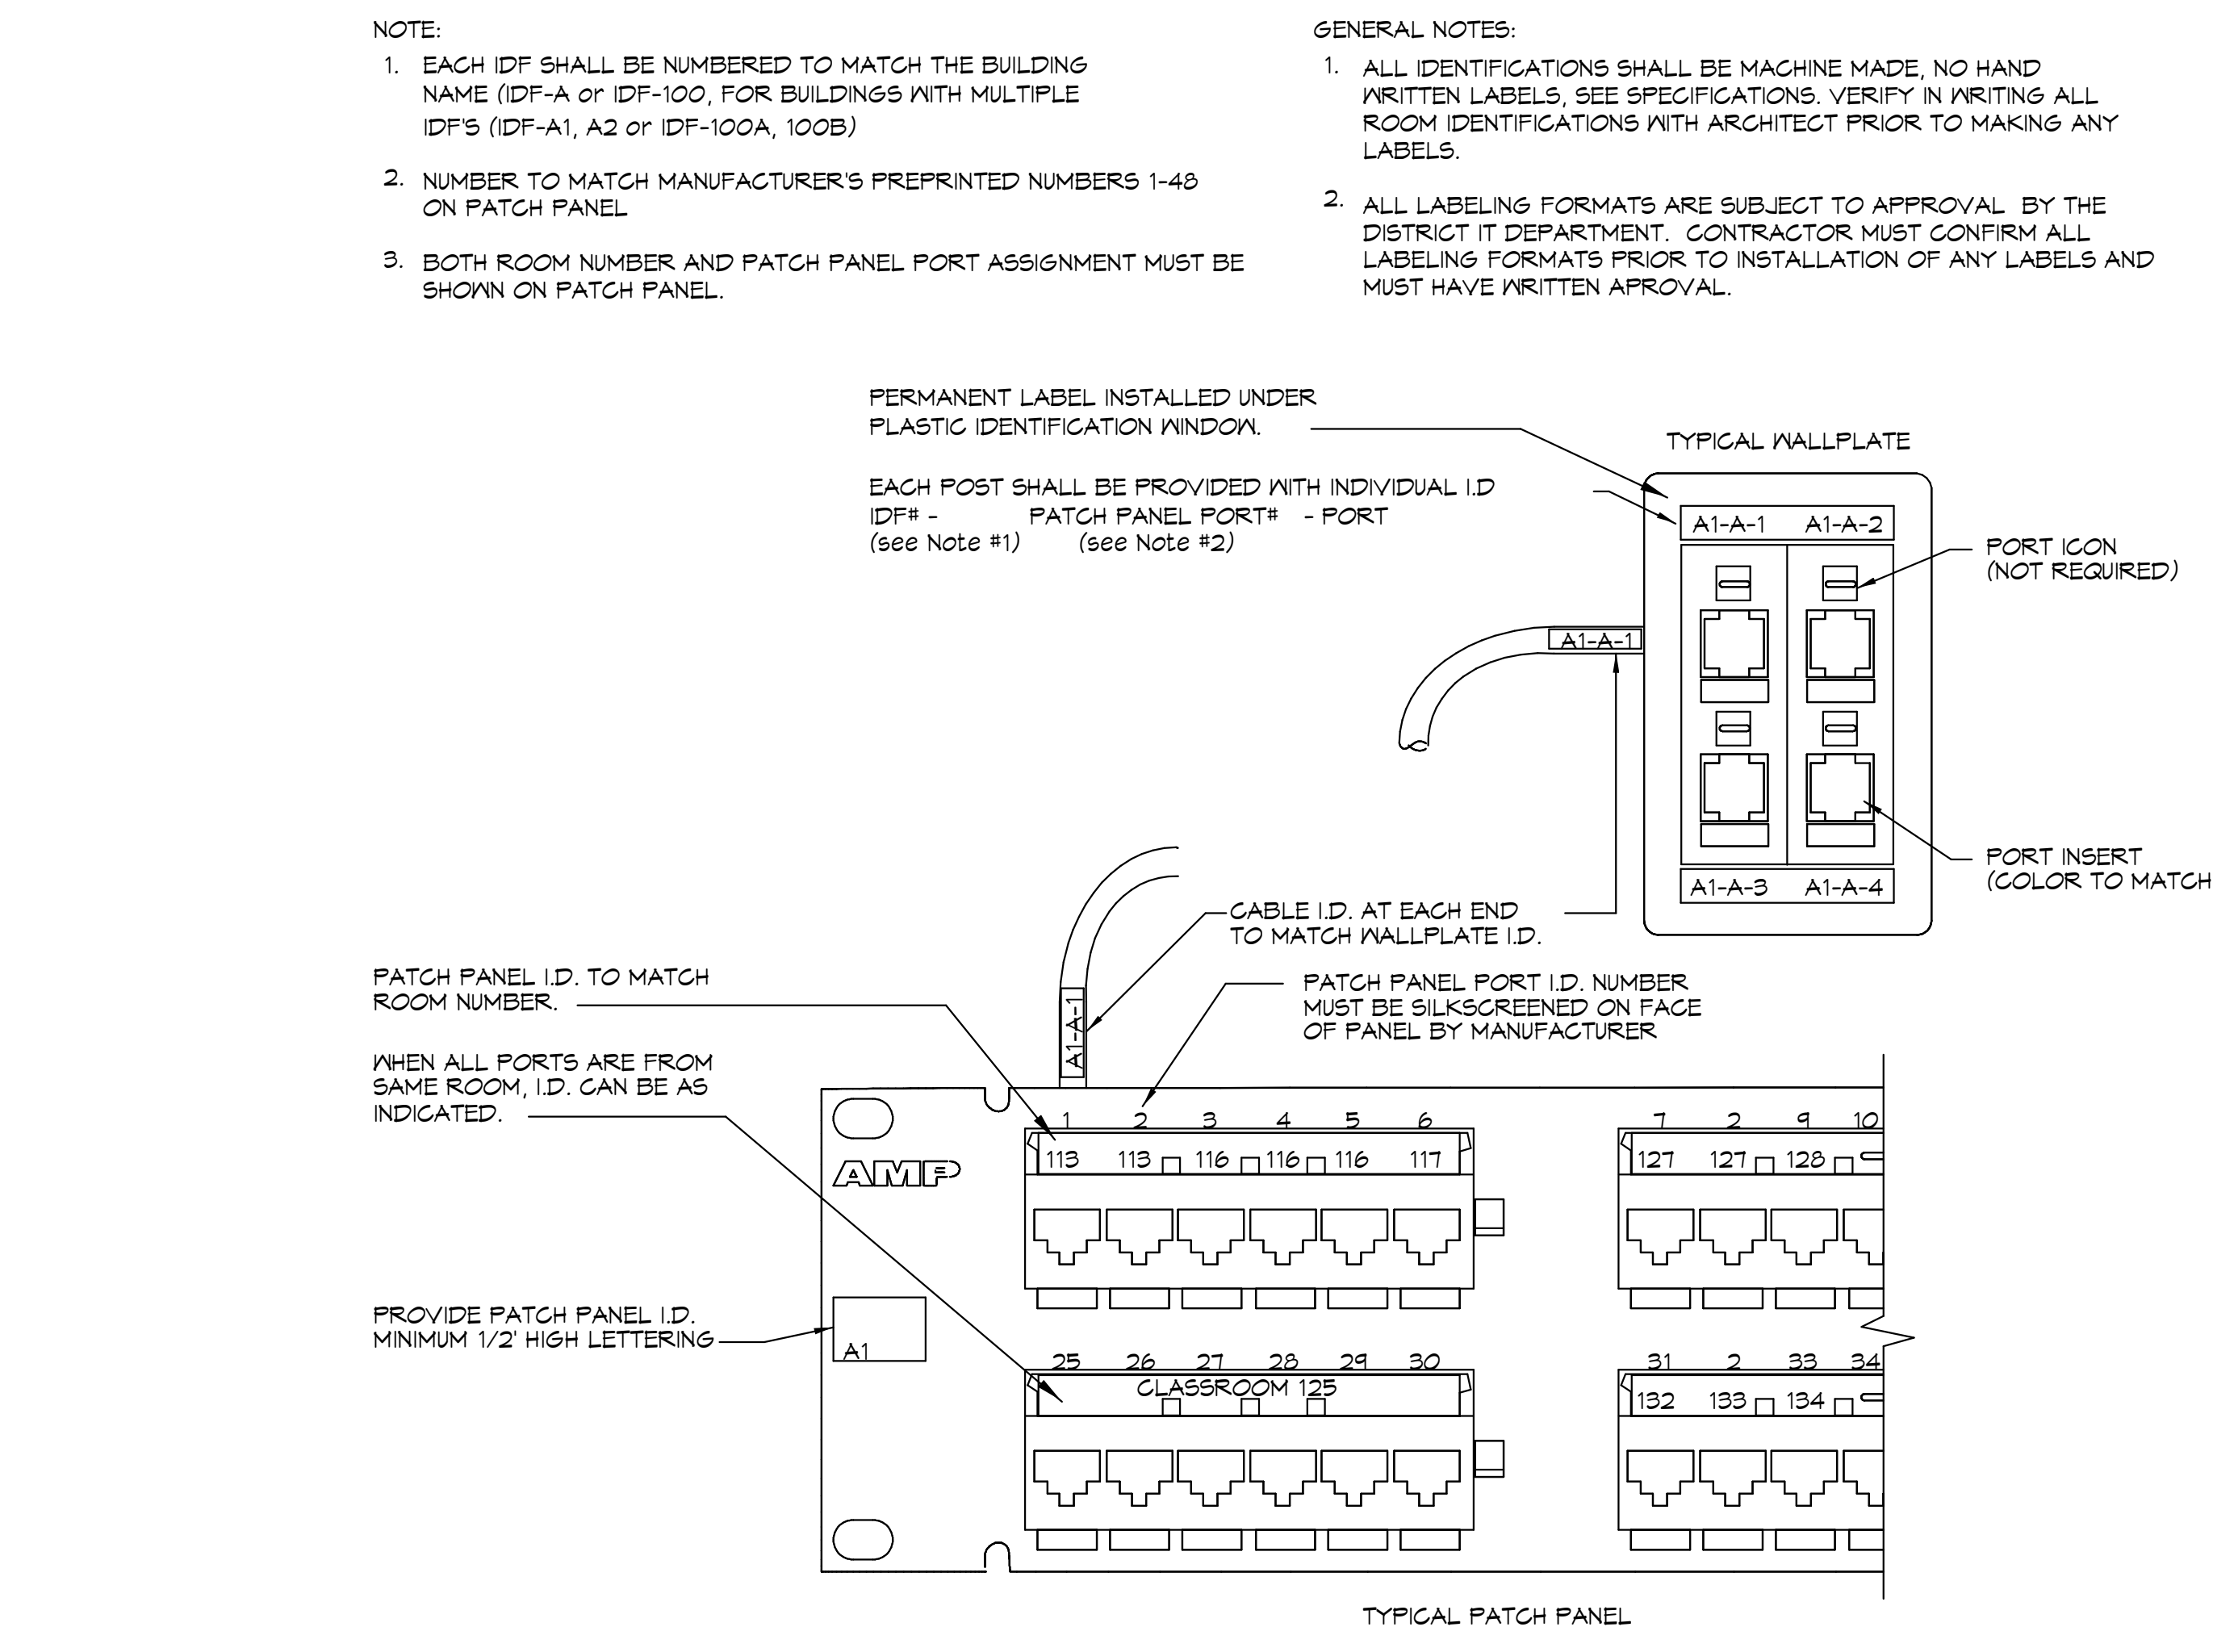 NOTE:
1. EACH IDF SHALL BE NUMBERED TO MATCH THE BUILDING
NAME (IDF-A or IDF-100, FOR BUILDINGS WITH MULTIPLE
IDF'S (IDF-A1, A2 or IDF-100A, 100B)
2. NUMBER TO MATCH MANUFACTURER'S PREPRINTED NUMBERS 1-48
ON PATCH PANEL
3. BOTH ROOM NUMBER AND PATCH PANEL PORT ASSIGNMENT MUST BE
SHOWN ON PATCH PANEL.
GENERAL NOTES:
1. ALL IDENTIFICATIONS SHALL BE MACHINE MADE, NO HAND
WRITTEN LABELS, SEE SPECIFICATIONS. VERIFY IN WRITING ALL
ROOM IDENTIFICATIONS WITH ARCHITECT PRIOR TO MAKING ANY
LABELS.
2. ALL LABELING FORMATS ARE SUBJECT TO APPROVAL BY THE
DISTRICT IT DEPARTMENT. CONTRACTOR MUST CONFIRM ALL
LABELING FORMATS PRIOR TO INSTALLATION OF ANY LABELS AND
MUST HAVE WRITTEN APROVAL.
PERMANENT LABEL INSTALLED UNDER
PLASTIC IDENTIFICATION WINDOW.
EACH POST SHALL BE PROVIDED WITH INDIVIDUAL I.D
IDF# - PATCH PANEL PORT# - PORT
(see Note #1) (see Note #2)
TYPICAL WALLPLATE
A1-A-1 A1-A-2
PORT ICON
(NOT REQUIRED)
A1-A-1
PORT INSERT
(COLOR TO MATCH
A1-A-3 A1-A-4
CABLE I.D. AT EACH END
TO MATCH WALLPLATE I.D.
PATCH PANEL I.D. TO MATCH
ROOM NUMBER.
PATCH PANEL PORT I.D. NUMBER
MUST BE SILKSCREENED ON FACE
OF PANEL BY MANUFACTURER
A1-A-1
WHEN ALL PORTS ARE FROM
SAME ROOM, I.D. CAN BE AS
INDICATED.
1 2 3 4 5 6 7 2 9 10
113 113 116 116 116 117 127 127 128
AMP
PROVIDE PATCH PANEL I.D.
MINIMUM 1/2' HIGH LETTERING
A1
25 26 27 28 29 30 31 2 33 34
CLASSROOM 125
132 133 134
TYPICAL PATCH PANEL